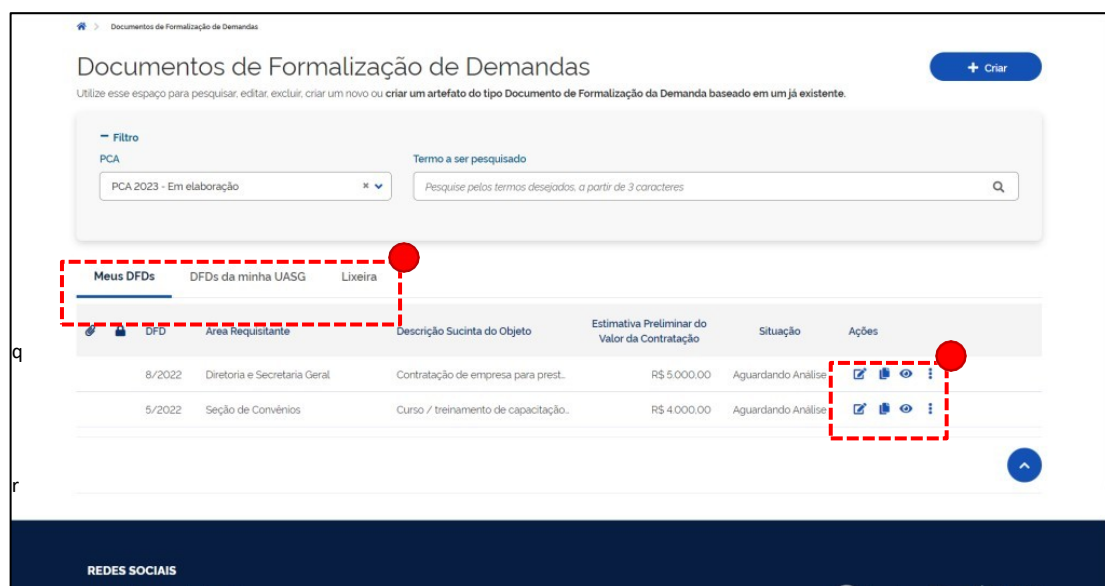 > Documentos de Formalização de Demandas
Documentos de Formalização de Demandas
+ Criar
Utilize esse espaço para pesquisar, editar, excluir, criar um novo ou criar um artefato do tipo Documento de Formalização da Demanda baseado em um já existente.
− Filtro
PCA
Termo a ser pesquisado
PCA 2023 - Em elaboração ×
Pesquise pelos termos desejados, a partir de 3 caracteres
Meus DFDs DFDs da minha UASG Lixeira
DFD Área Requisitante Descrição Sucinta do Objeto Estimativa Preliminar do Valor da Contratação Situação Ações
q
8/2022 Diretoria e Secretaria Geral Contratação de empresa para prest... R$ 5.000,00 Aguardando Análise
5/2022 Seção de Convênios Curso / treinamento de capacitação... R$ 4.000,00 Aguardando Análise
r
REDES SOCIAIS